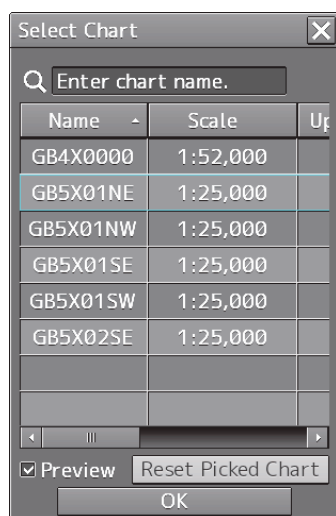 Select Chart
Enter chart name.
Name Scale Up
GB4X0000 1:52,000
GB5X01NE 1:25,000
GB5X01NW 1:25,000
GB5X01SE 1:25,000
GB5X01SW 1:25,000
GB5X02SE 1:25,000
Preview Reset Picked Chart
OK